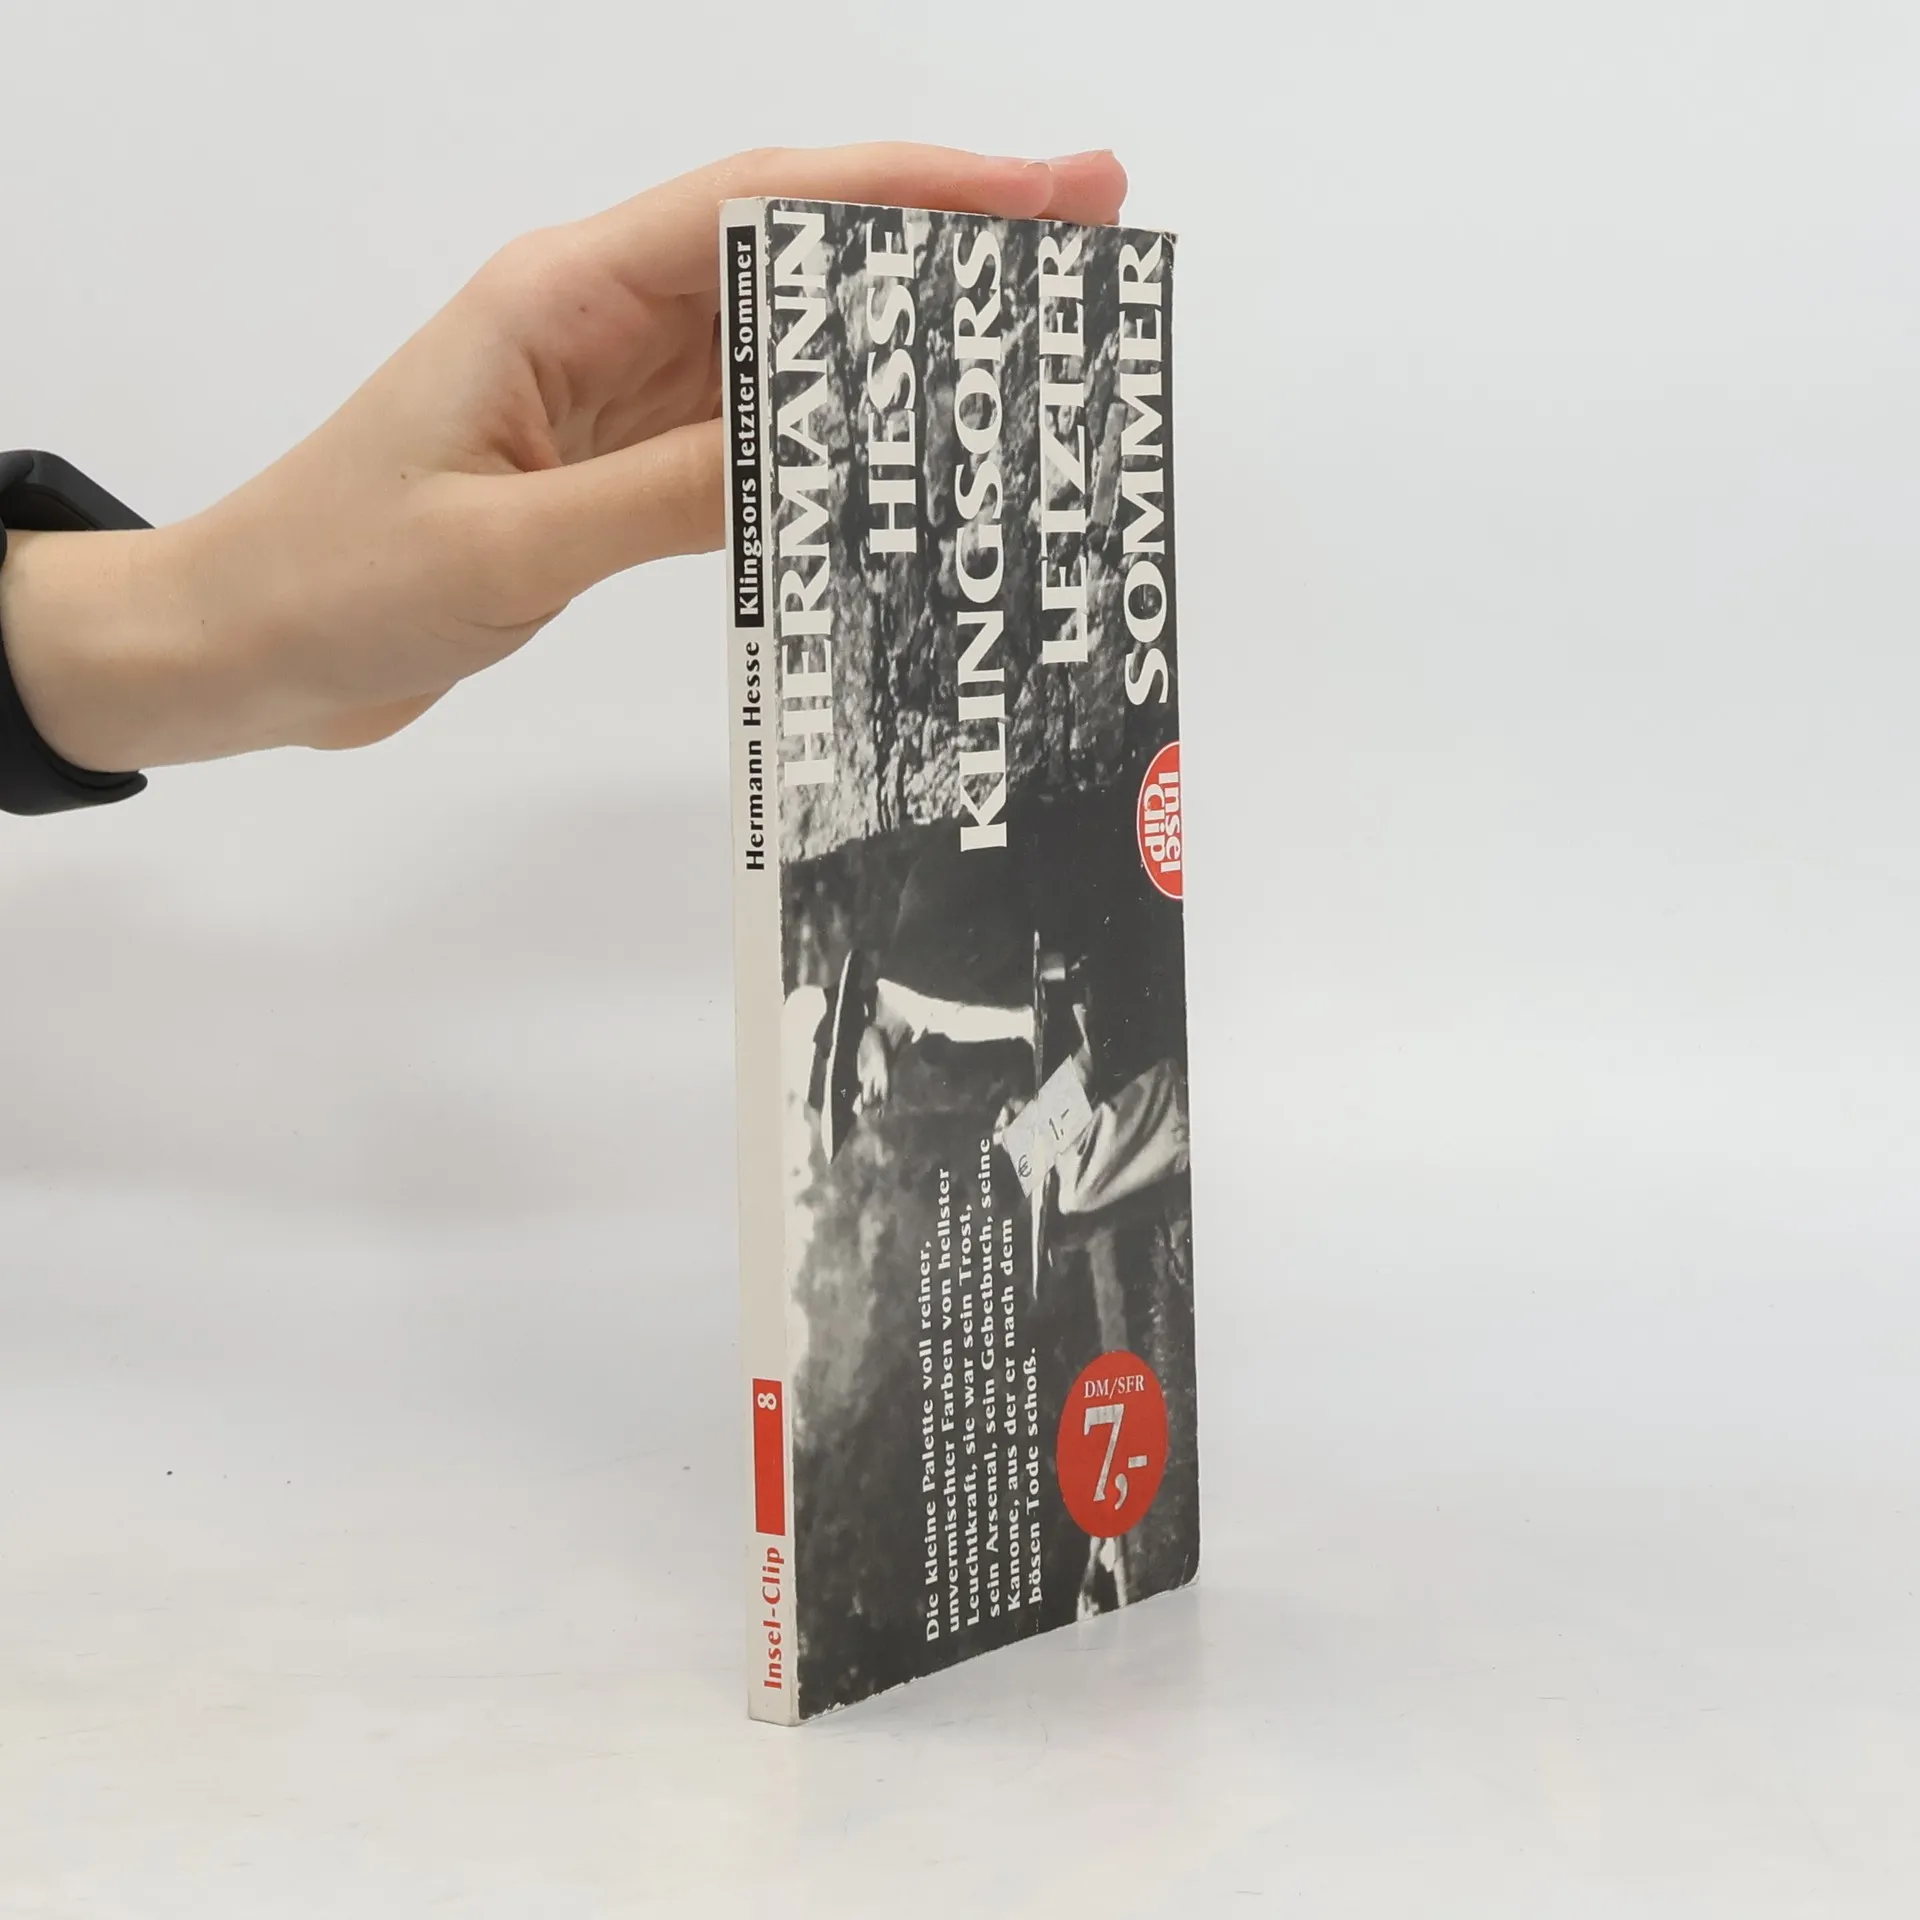 Hermann Hesse Klingsors letzter Sommer
Insel-Clip 8
HERMANN
HESSE
KLINGSORS
LETZTER
SOMMER
Insel
Clip
€ 1.-
Die kleine Palette voll reiner,
unvermischter Farben von hellster
Leuchtkraft, sie war sein Trost,
sein Arsenal, sein Gebetbuch, seine
Kanone, aus der er nach dem
bösen Tode schoß.
DM/SFR
7,-